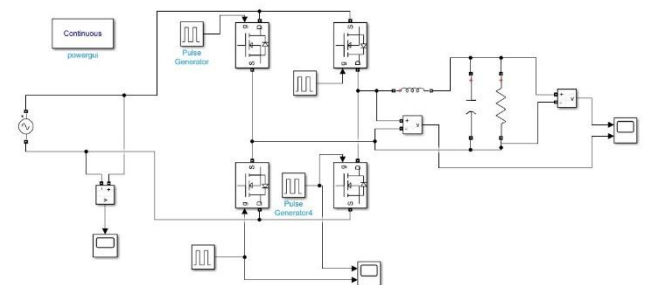 Continuous
powergui
Pulse
Generator
g
D
S
g
D
S
S
g
D
Pulse
Generator4
g
D
S
+
-
v
+
-
v
+
-
v